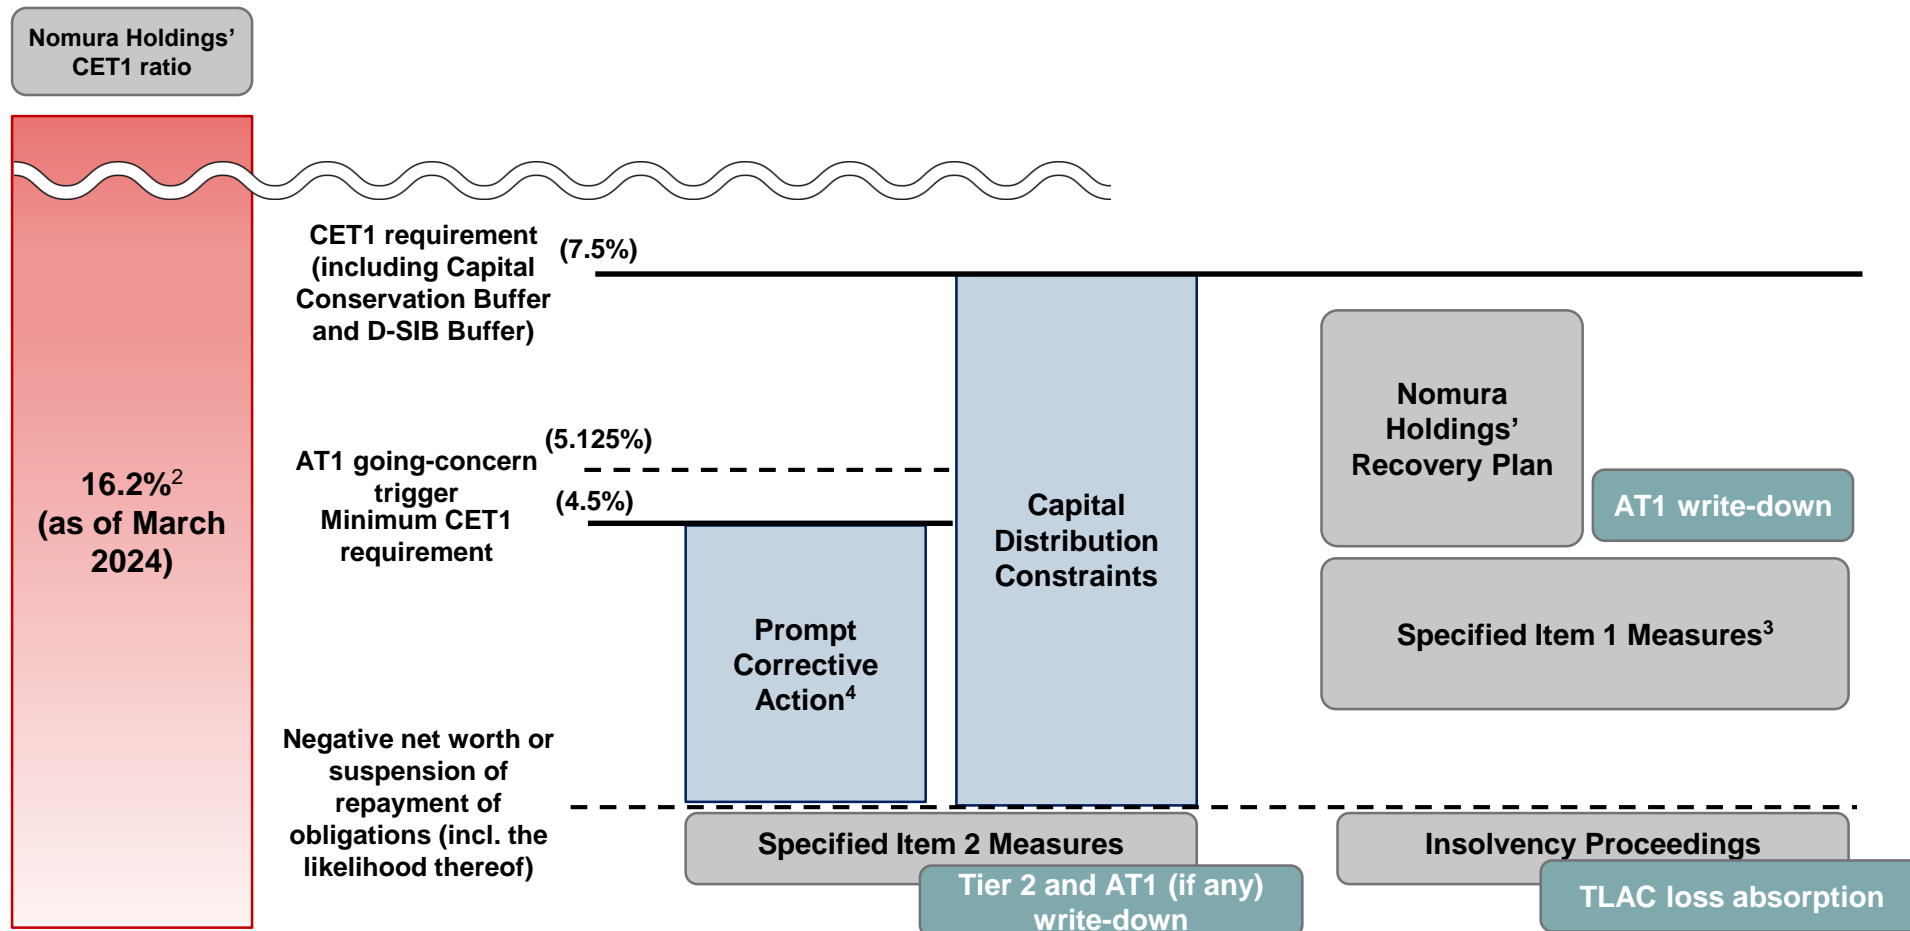 Nomura Holdings’
CET1 ratio
16.2%2
(as of March
2024)
CET1 requirement
(including Capital
Conservation Buffer
and D-SIB Buffer)
(7.5%)
AT1 going-concern
trigger
(5.125%)
Minimum CET1
requirement
(4.5%)
Negative net worth or
suspension of
repayment of
obligations (incl. the
likelihood thereof)
Prompt
Corrective
Action4
Capital
Distribution
Constraints
Nomura
Holdings’
Recovery Plan
AT1 write-down
Specified Item 1 Measures3
Specified Item 2 Measures
Tier 2 and AT1 (if any)
write-down
Insolvency Proceedings
TLAC loss absorption